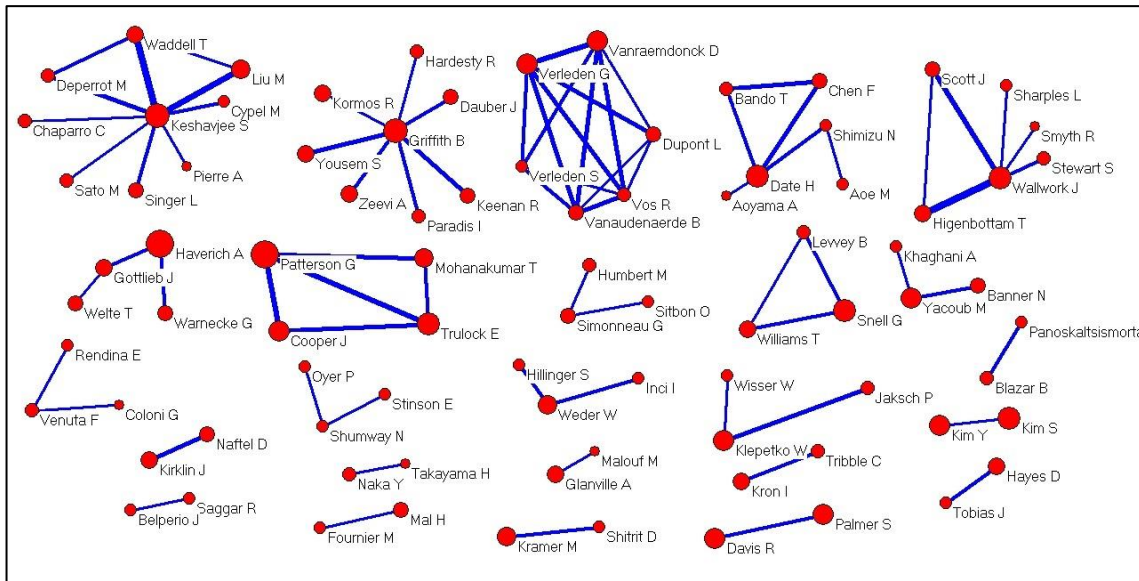 Waddell T
Deperrot M
Liu M
Cypel M
Chaparro C
Keshavjee S
Pierre A
Sato M
Singer L
Hardesty R
Kormos R
Dauber J
Griffith B
Yousem S
Zeevi A
Keenan R
Paradis I
Vanraemdonck D
Verleden G
Dupont L
Verleden S
Vos R
Vanaudenaerde B
Bando T
Chen F
Shimizu N
Date H
Aoe M
Aoyama A
Scott J
Sharples L
Smyth R
Stewart S
Wallwork J
Higenbottam T
Haverich A
Gottlieb J
Welte T
Warnecke G
Patterson G
Mohanakumar T
Cooper J
Trulock E
Humbert M
Sitbon O
Simonneau G
Levvey B
Snell G
Williams T
Khaghani A
Banner N
Yacoub M
Panoskaltsismorta
Blazar B
Rendina E
Coloni G
Venuta F
Oyer P
Stinson E
Shumway N
Hillinger S
Inci I
Weder W
Wisser W
Jaksch P
Klepetko W
Kim Y
Kim S
Naftel D
Kirklin J
Takayama H
Naka Y
Malouf M
Glanville A
Tribble C
Kron I
Hayes D
Tobias J
Saggar R
Belperio J
Mal H
Fournier M
Shitrit D
Kramer M
Palmer S
Davis R